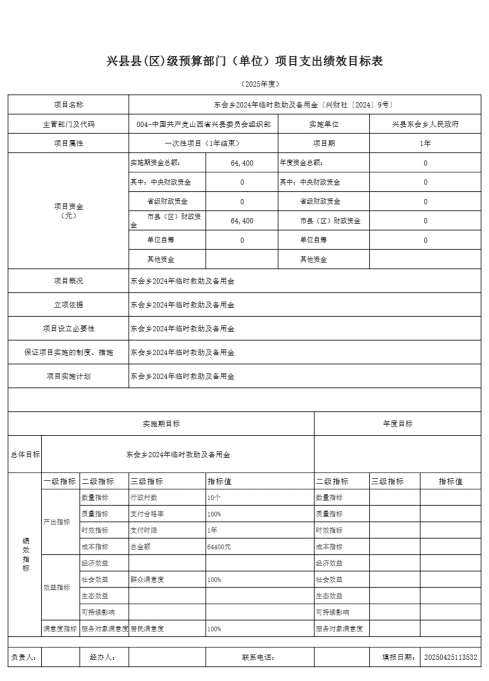 兴县县(区)级预算部门（单位）项目支出绩效目标表
（2025年度）
项目名称 东会乡2024年临时救助及备用金〔兴财社〔2024〕9号〕
主管部门及代码 004-中国共产党山西省兴县委员会组织部 实施单位 兴县东会乡人民政府
项目属性 一次性项目（1年结束） 项目期 1年
项目资金（元） 实施期资金总额： 64,400 年度资金总额： 0
其中：中央财政资金 0 其中：中央财政资金 0
省级财政资金 0 省级财政资金 0
市县（区）财政资金 64,400 市县（区）财政资金 0
单位自筹 0 单位自筹 0
其他资金 其他资金
项目概况 东会乡2024年临时救助及备用金
立项依据 东会乡2024年临时救助及备用金
项目设立必要性 东会乡2024年临时救助及备用金
保证项目实施的制度、措施 东会乡2024年临时救助及备用金
项目实施计划 东会乡2024年临时救助及备用金
实施期目标 年度目标
总体目标 东会乡2024年临时救助及备用金
绩效指标 一级指标 二级指标 三级指标 指标值 二级指标 三级指标 指标值
产出指标 数量指标 行政村数 10个 数量指标
质量指标 支付合格率 100% 质量指标
时效指标 支付时限 1年 时效指标
成本指标 总金额 64400元 成本指标
效益指标 经济效益 经济效益
社会效益 群众满意度 100% 社会效益
生态效益 生态效益
可持续影响 可持续影响
满意度指标 服务对象满意度 居民满意度 100% 服务对象满意度
负责人： 经办人： 联系电话： 填报日期： 20250425113532